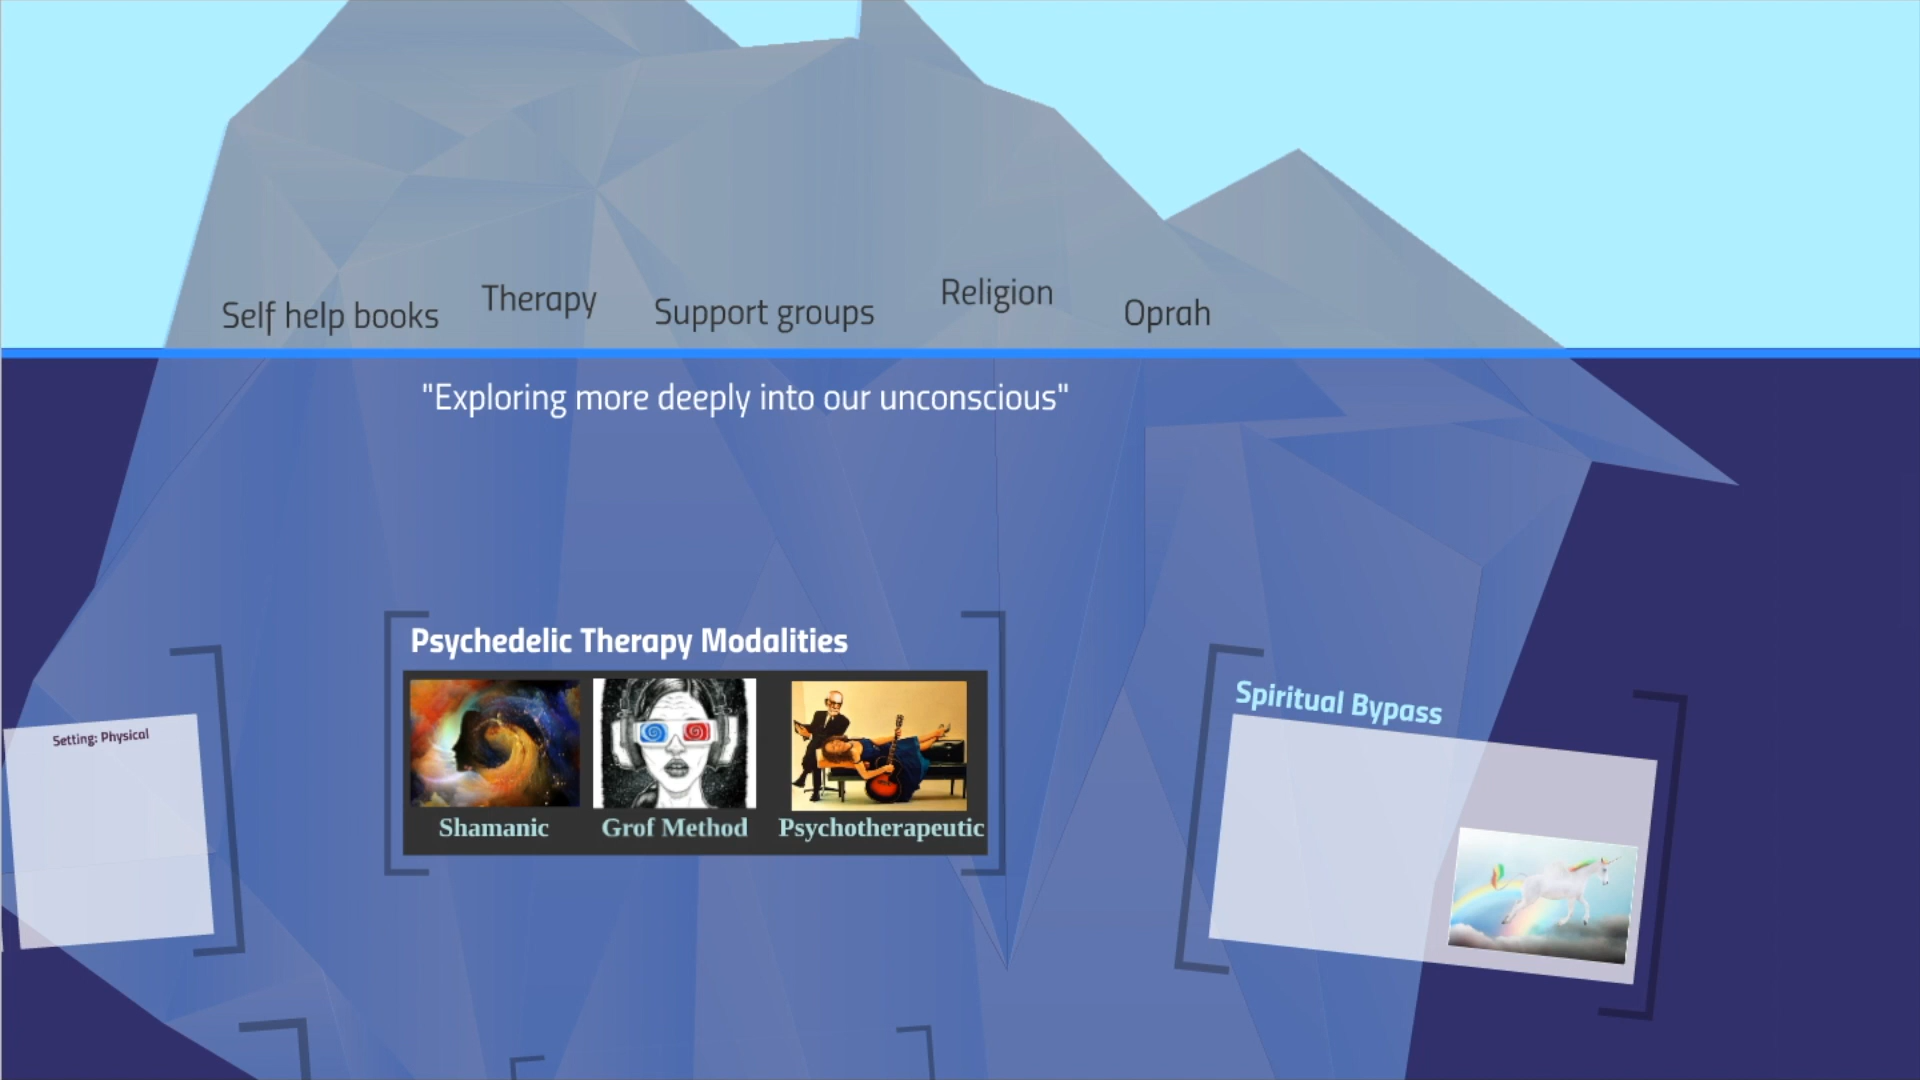 Self help books
Therapy
Support groups
Religion
Oprah
"Exploring more deeply into our unconscious"
Psychedelic Therapy Modalities
Shamanic
Grof Method
Psychotherapeutic
Setting: Physical
Spiritual Bypass